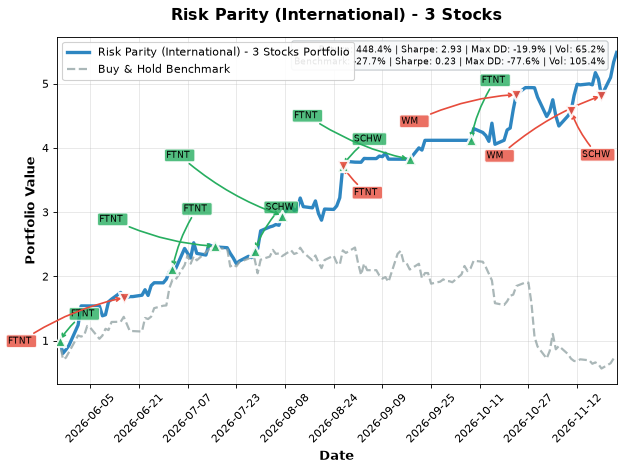 Risk Parity (International) - 3 Stocks
Risk Parity (International) - 3 Stocks Portfolio
Buy & Hold Benchmark
448.4% | Sharpe: 2.93 | Max DD: -19.9% | Vol: 65.2%
Benchmark: -27.7% | Sharpe: 0.23 | Max DD: -77.6% | Vol: 105.4%
Portfolio Value
5
4
3
2
1
FTNT
FTNT
FTNT
FTNT
FTNT
SCHW
FTNT
SCHW
FTNT
FTNT
WM
WM
SCHW
2026-06-05
2026-06-21
2026-07-07
2026-07-23
2026-08-08
2026-08-24
2026-09-09
2026-09-25
2026-10-11
2026-10-27
2026-11-12
Date